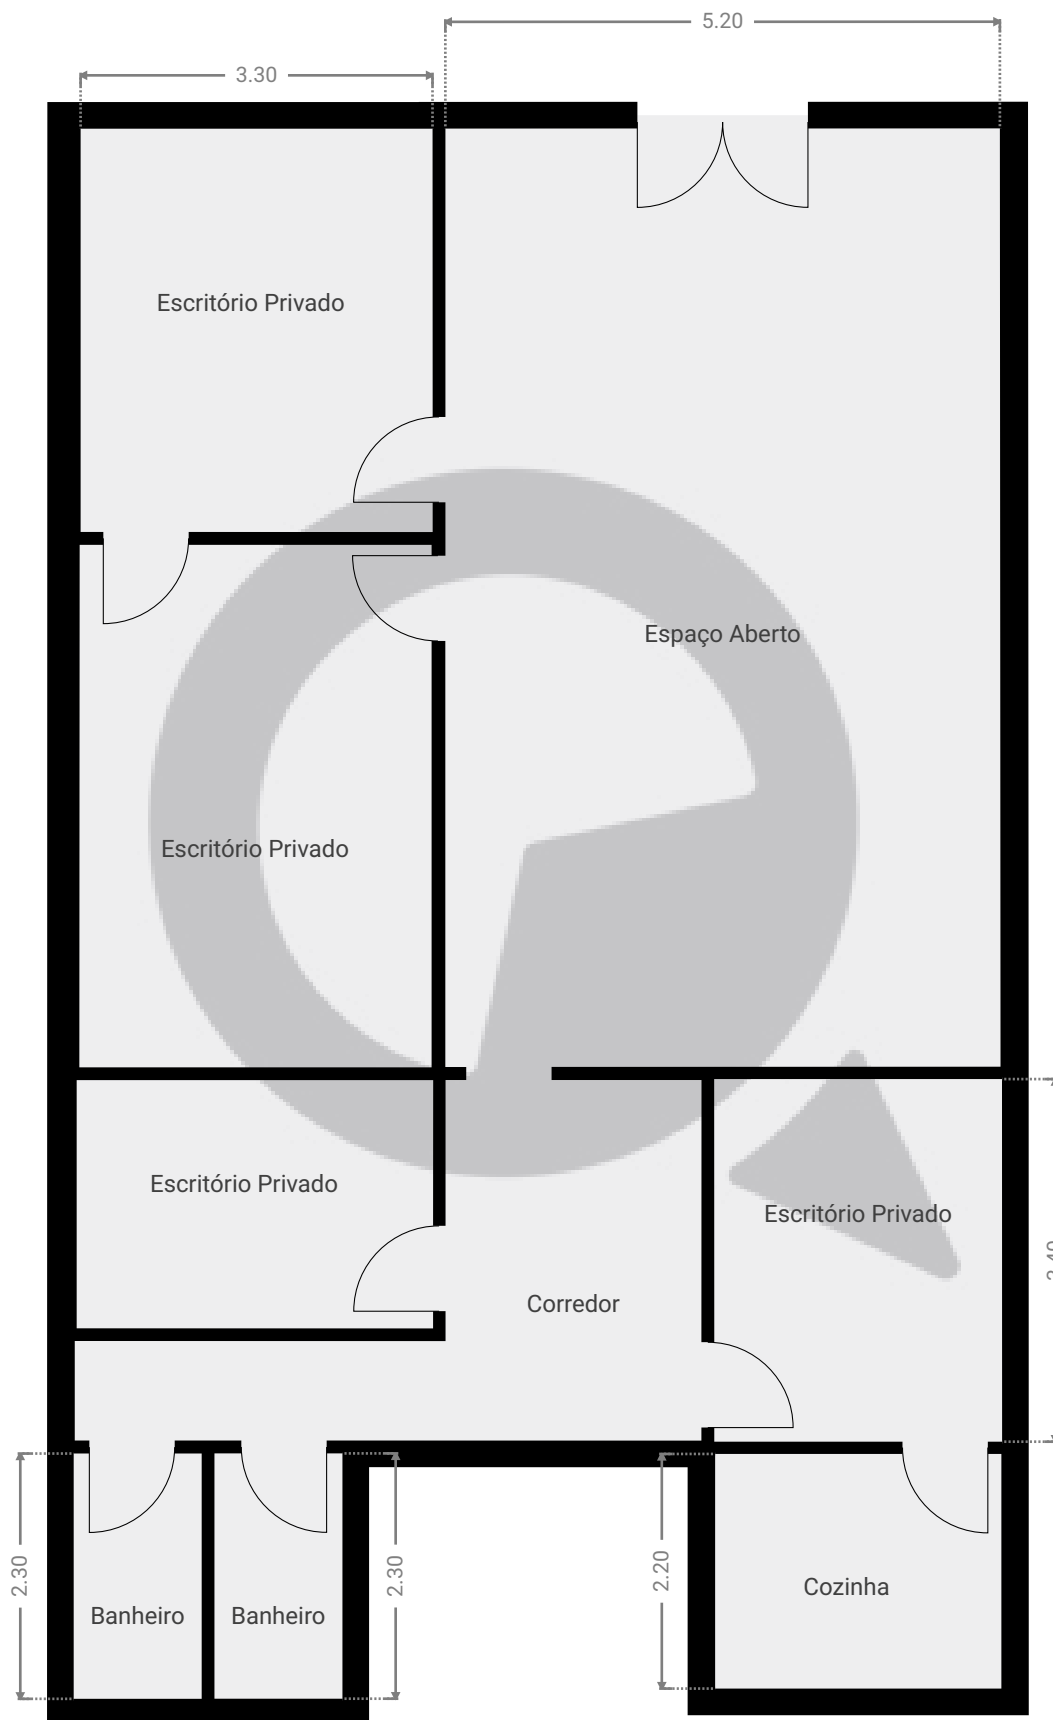 5.20
3.30
Escritório Privado
Espaço Aberto
Escritório Privado
Escritório Privado
Escritório Privado
Corredor
2.30
2.30
2.20
Cozinha
Banheiro
Banheiro